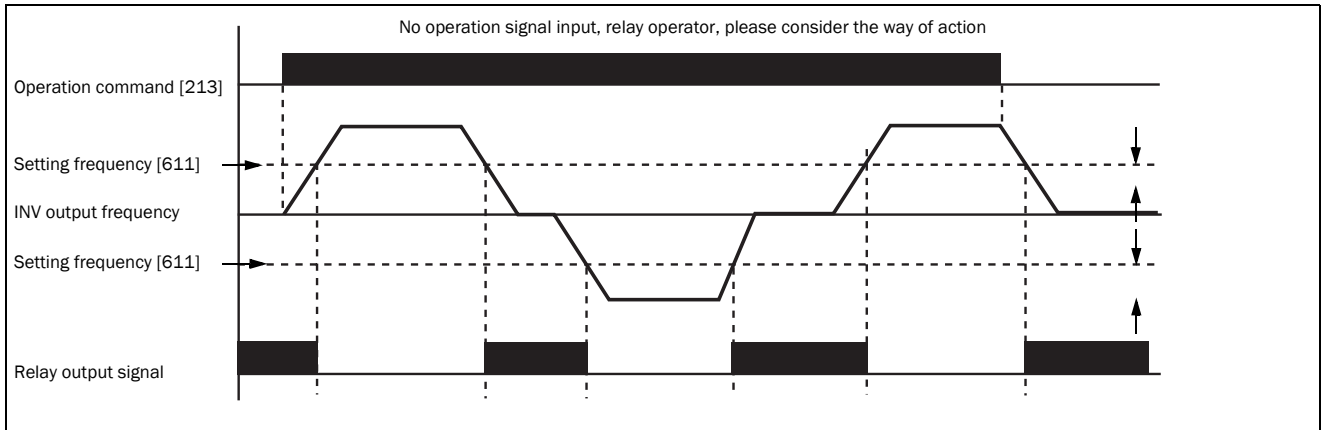 No operation signal input, relay operator, please consider the way of action
Operation command [213]
Setting frequency [611]
INV output frequency
Setting frequency [611]
Relay output signal